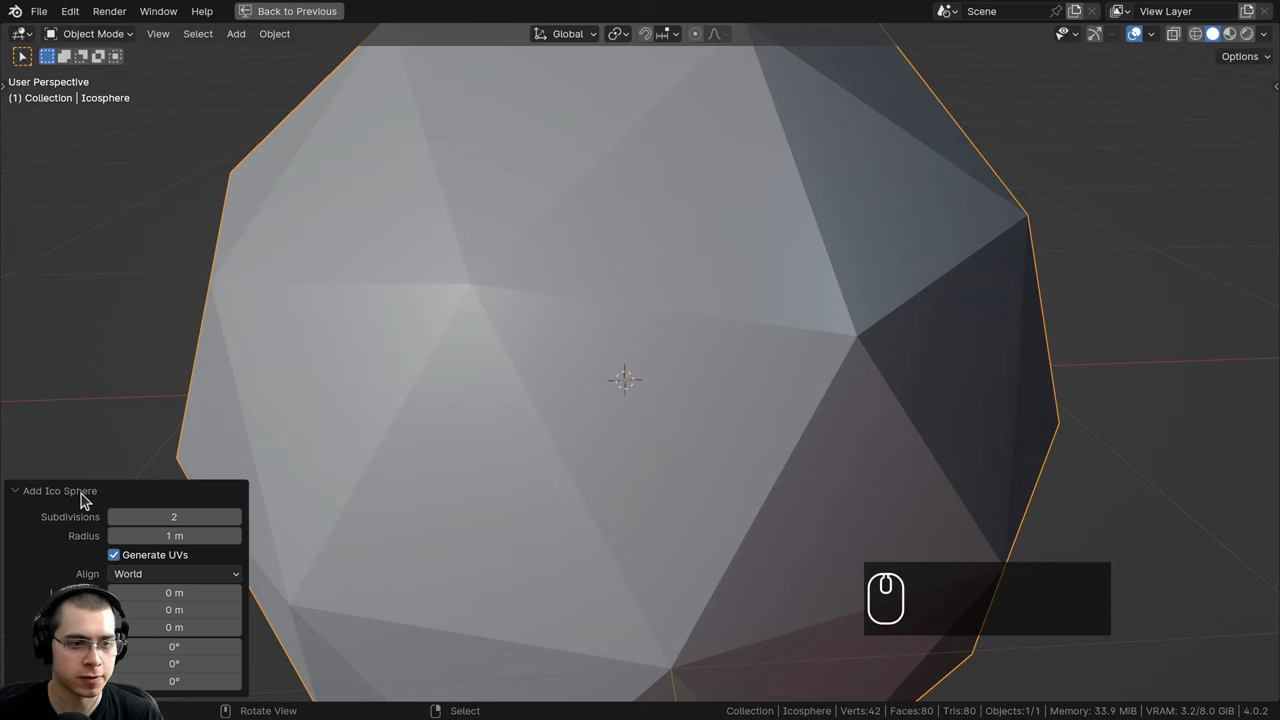 File Edit Render Window Help Back to Previous Scene View Layer
Object Mode View Select Add Object Global
Options
User Perspective
(1) Collection | Icosphere
Add Ico Sphere
Subdivisions 2
Radius 1 m
Generate UVs
Align World
0 m
0 m
0 m
0°
0°
0°
Rotate View Select Collection | Icosphere | Verts:42 | Faces:80 | Tris:80 | Objects:1/1 | Memory: 33.9 MiB | VRAM: 3.2/8.0 GiB | 4.0.2